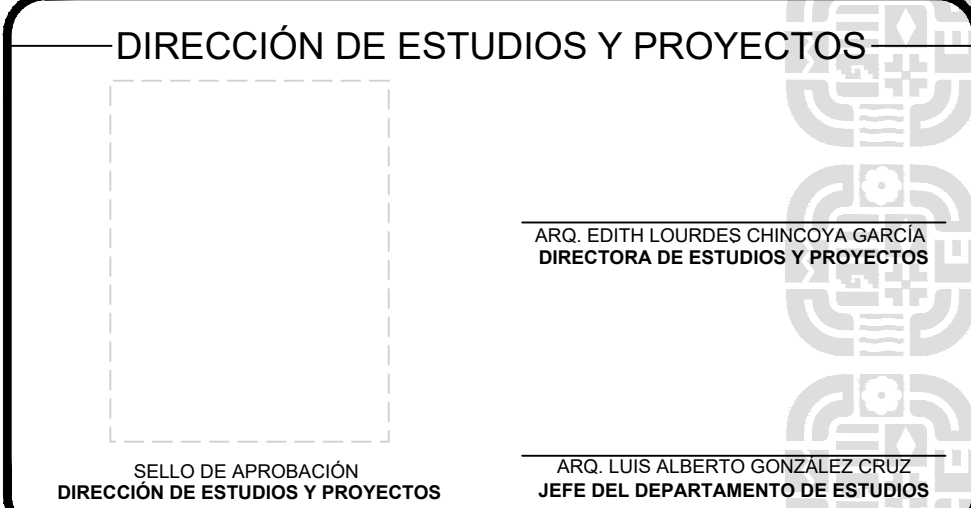 DIRECCIÓN DE ESTUDIOS Y PROYECTOS
ARQ. EDITH LOURDES CHINCOYA GARCÍA
DIRECTORA DE ESTUDIOS Y PROYECTOS
SELLO DE APROBACIÓN
DIRECCIÓN DE ESTUDIOS Y PROYECTOS
ARQ. LUIS ALBERTO GONZÁLEZ CRUZ
JEFE DEL DEPARTAMENTO DE ESTUDIOS